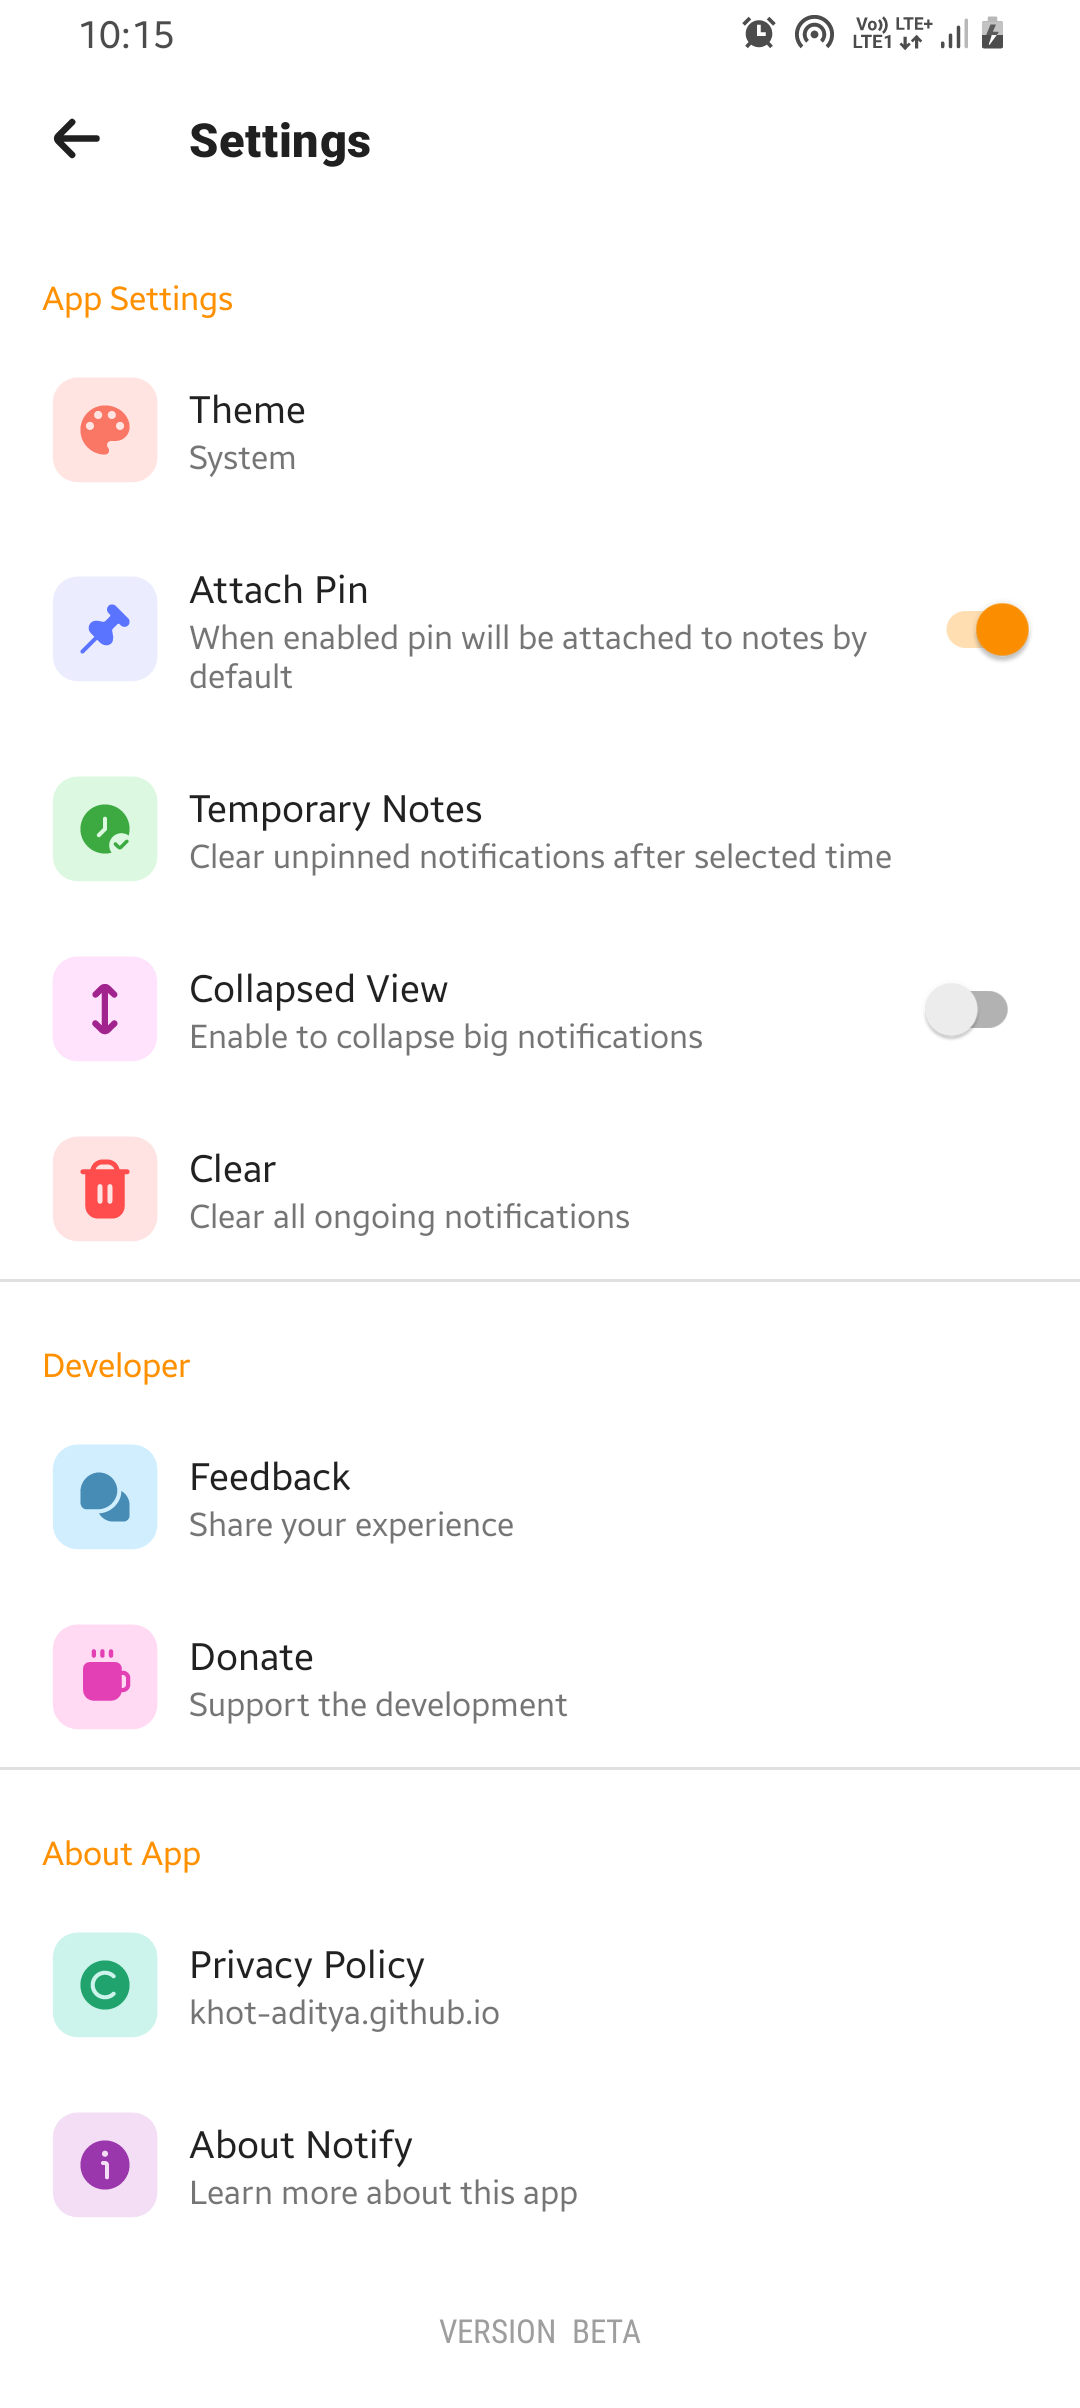 10:15
Vo)) LTE+
LTE1
Settings
App Settings
Theme
System
Attach Pin
When enabled pin will be attached to notes by
default
Temporary Notes
Clear unpinned notifications after selected time
Collapsed View
Enable to collapse big notifications
Clear
Clear all ongoing notifications
Developer
Feedback
Share your experience
Donate
Support the development
About App
Privacy Policy
khot-aditya.github.io
About Notify
Learn more about this app
VERSION BETA